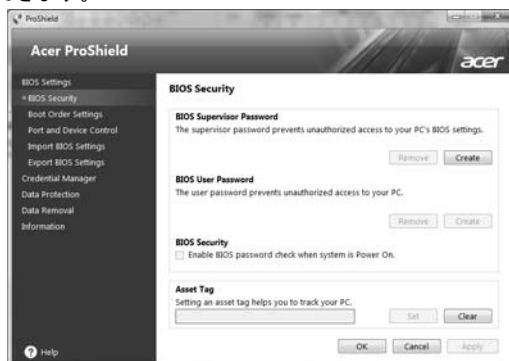 ProShield
Acer ProShield
acer
BIOS Settings
BIOS Security
Boot Order Settings
Port and Device Control
Import BIOS Settings
Export BIOS Settings
Credential Manager
Data Protection
Data Removal
Information
Help
BIOS Security
BIOS Supervisor Password
The supervisor password prevents unauthorized access to your PC's BIOS settings.
Remove Create
BIOS User Password
The user password prevents unauthorized access to your PC.
Remove Create
BIOS Security
Enable BIOS password check when system is Power On.
Asset Tag
Setting an asset tag helps you to track your PC.
Set Clear
OK Cancel Apply